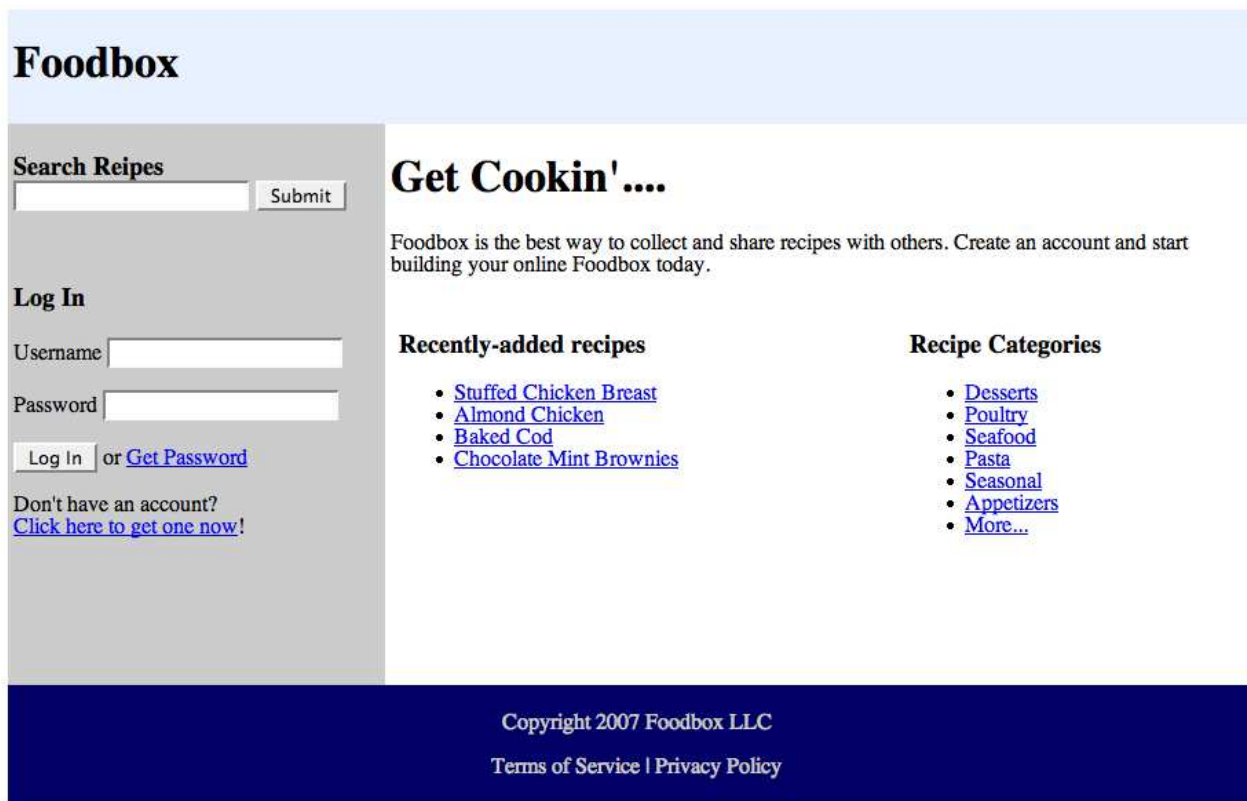 Foodbox
Search Reipes
Submit
Log In
Username
Password
Log In or Get Password
Don't have an account?
Click here to get one now!
Get Cookin'....
Foodbox is the best way to collect and share recipes with others. Create an account and start
building your online Foodbox today.
Recently-added recipes
• Stuffed Chicken Breast
• Almond Chicken
• Baked Cod
• Chocolate Mint Brownies
Recipe Categories
• Desserts
• Poultry
• Seafood
• Pasta
• Seasonal
• Appetizers
• More...
Copyright 2007 Foodbox LLC
Terms of Service | Privacy Policy